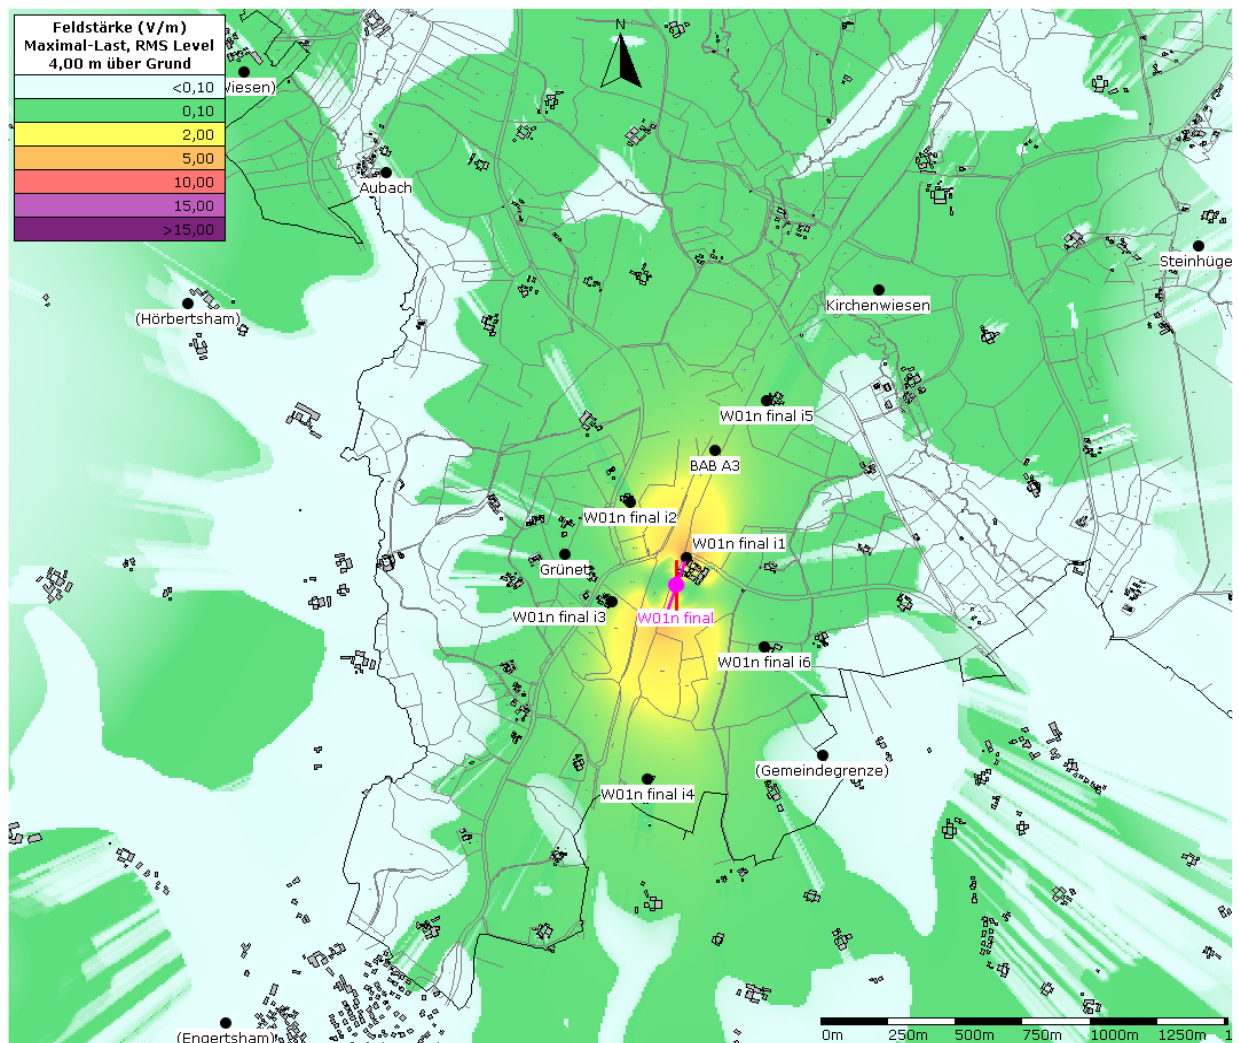 Feldstärke (V/m)
Maximal-Last, RMS Level
4,00 m über Grund
<0,10
0,10
2,00
5,00
10,00
15,00
>15,00
N
Wiesen)
Aubach
Steinhüge
Kirchenwiesen
(Hörbertsham)
W01n final i5
BAB A3
W01n final i2
W01n final i1
Grünet
W01n final i3
W01n final
W01n final i6
(Gemeindegrenze)
W01n final i4
(Engertsham)
0m 250m 500m 750m 1000m 1250m 1